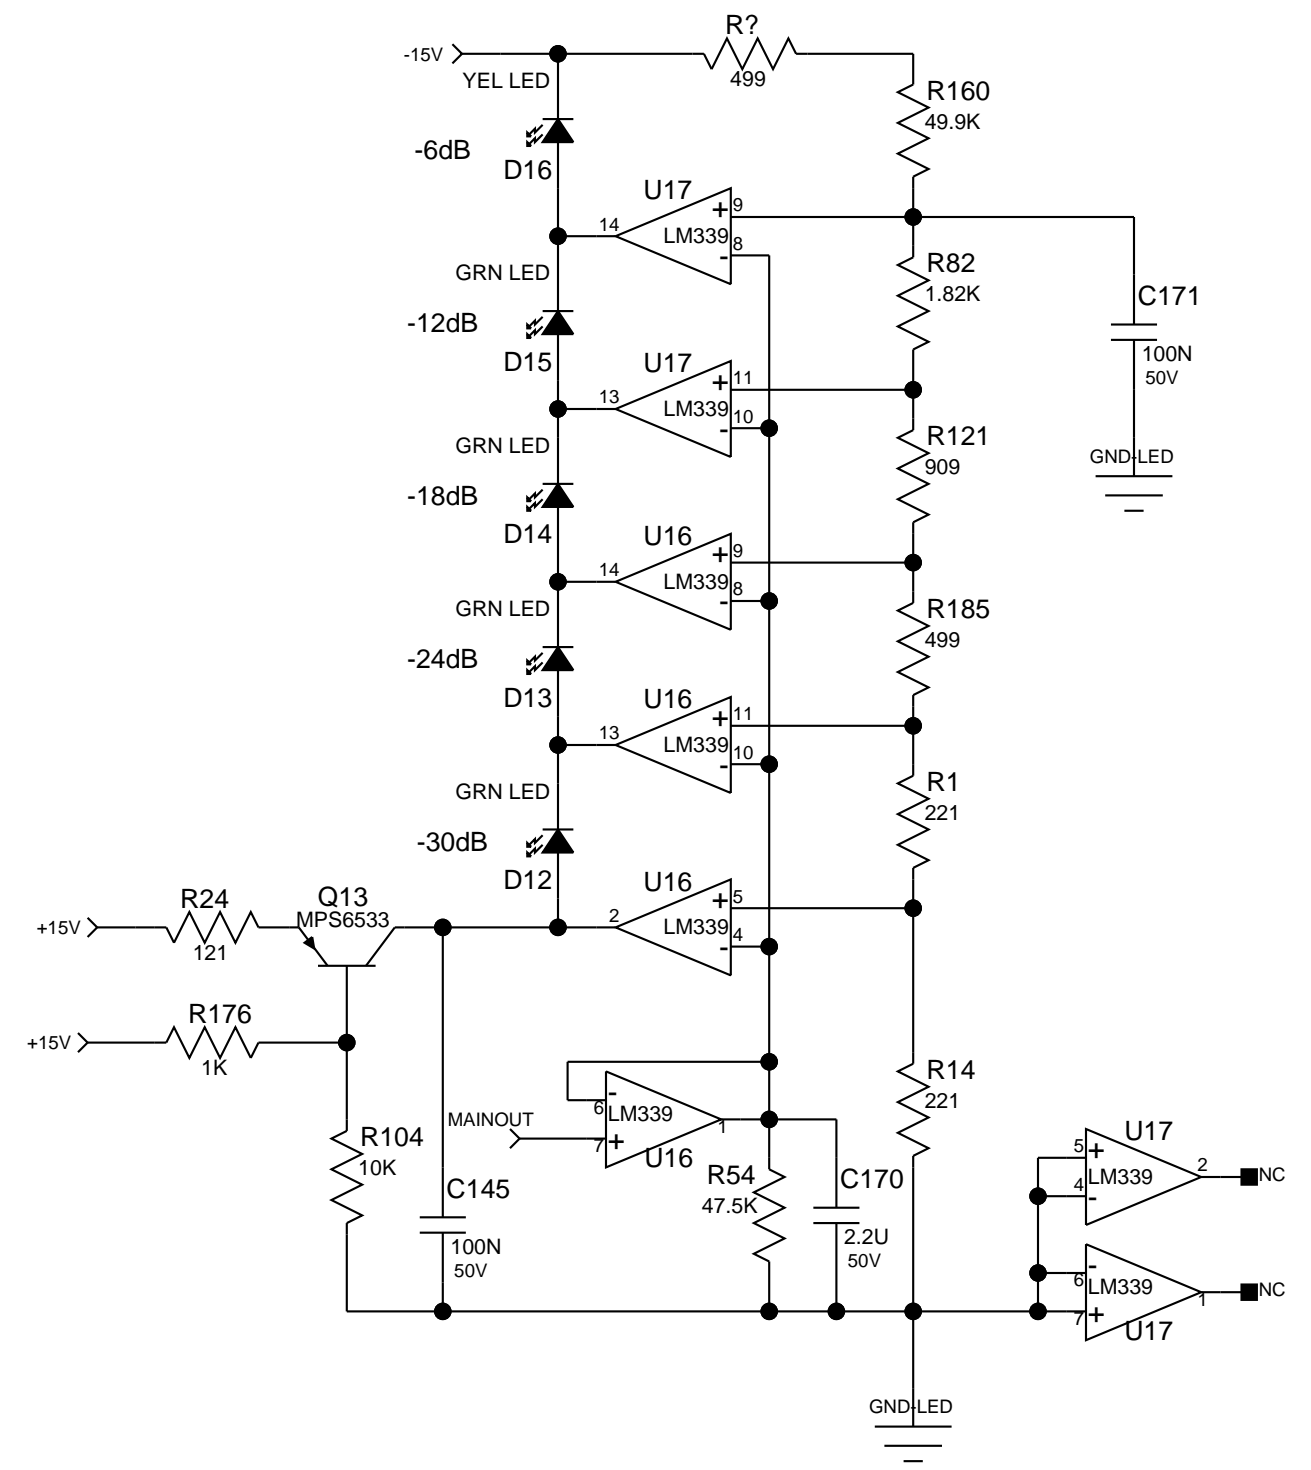 R?
-15V
499
YEL LED
R160
49.9K
-6dB
D16
U17
9
+
14
LM339
8
-
GRN LED
R82
1.82K
C171
100N
50V
-12dB
D15
U17
11
+
13
LM339
10
-
GRN LED
R121
909
GND-LED
-18dB
D14
U16
9
+
14
LM339
8
-
GRN LED
R185
499
-24dB
D13
U16
11
+
13
LM339
10
-
GRN LED
R1
221
-30dB
D12
U16
5
+
2
LM339
4
-
R24
+15V
121
Q13
MPS6533
R176
+15V
1K
R104
10K
MAINOUT
-
6
LM339
7
+
1
U16
R14
221
C145
100N
50V
R54
47.5K
C170
2.2U
50V
U17
5
+
2
NC
LM339
4
-
-
6
LM339
1
NC
7
+
U17
GND-LED